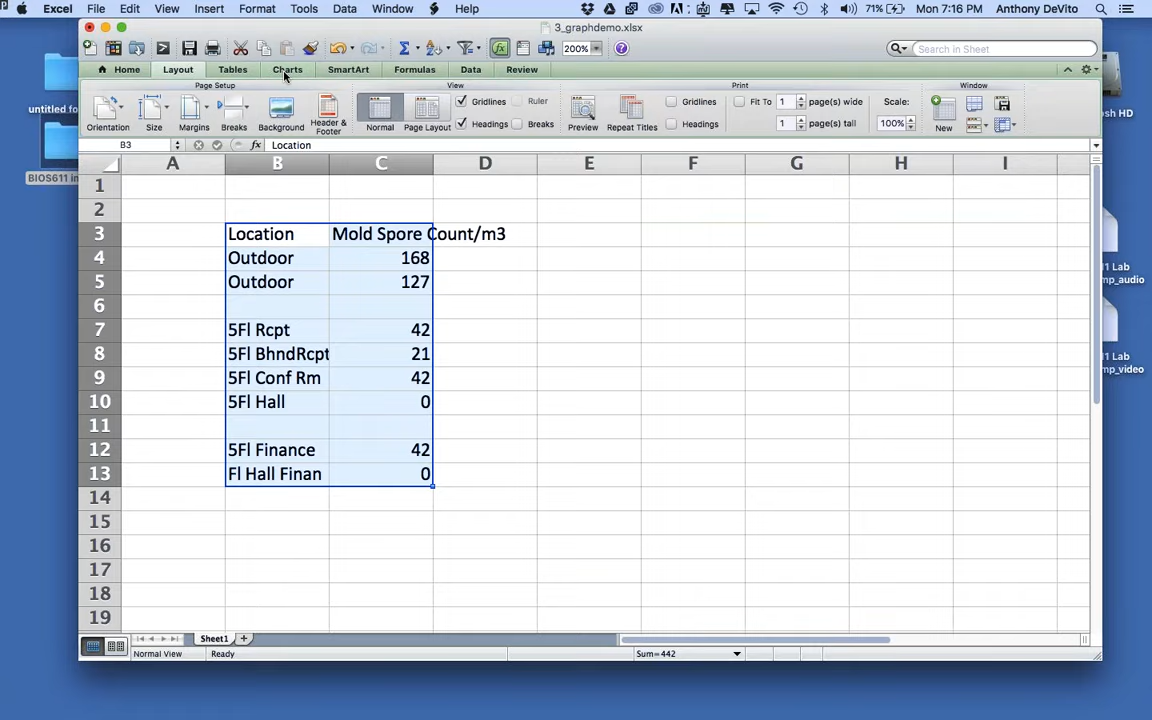 Excel File Edit View Insert Format Tools Data Window Help 71% Mon 7:16 PM Anthony DeVito
3_graphdemo.xlsx
200%
Search in Sheet
Home Layout Tables Charts SmartArt Formulas Data Review
Page Setup View Print Window
Orientation Size Margins Breaks Background Header & Footer
Normal Page Layout Gridlines Ruler
Headings Breaks
Preview Repeat Titles Gridlines Fit To 1 page(s) wide Scale:
Headings 1 page(s) tall 100% New
B3 fx Location
A B C D E F G H I
1
2
3 Location Mold Spore Count/m3
4 Outdoor 168
5 Outdoor 127
6
7 5Fl Rcpt 42
8 5Fl BhndRcpt 21
9 5Fl Conf Rm 42
10 5Fl Hall 0
11
12 5Fl Finance 42
13 Fl Hall Finan 0
14
15
16
17
18
19
Sheet1
Normal View Ready Sum=442
untitled fo
BIOS611 in
sh HD
1 Lab
mp_audio
1 Lab
mp_video